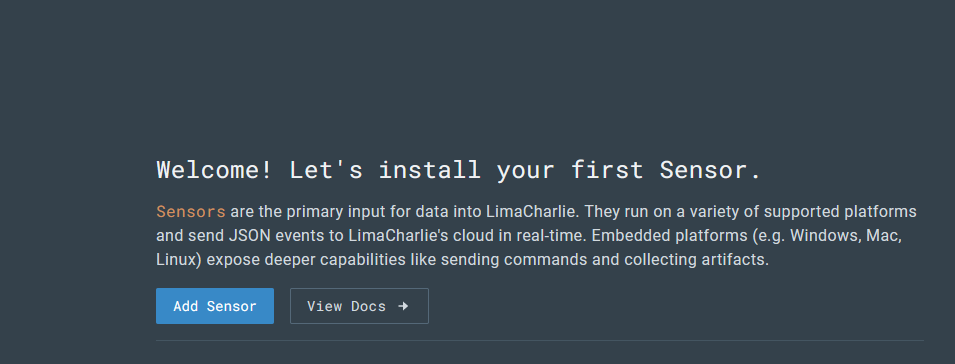 Welcome! Let's install your first Sensor.
Sensors are the primary input for data into LimaCharlie. They run on a variety of supported platforms
and send JSON events to LimaCharlie's cloud in real-time. Embedded platforms (e.g. Windows, Mac,
Linux) expose deeper capabilities like sending commands and collecting artifacts.
Add Sensor View Docs →